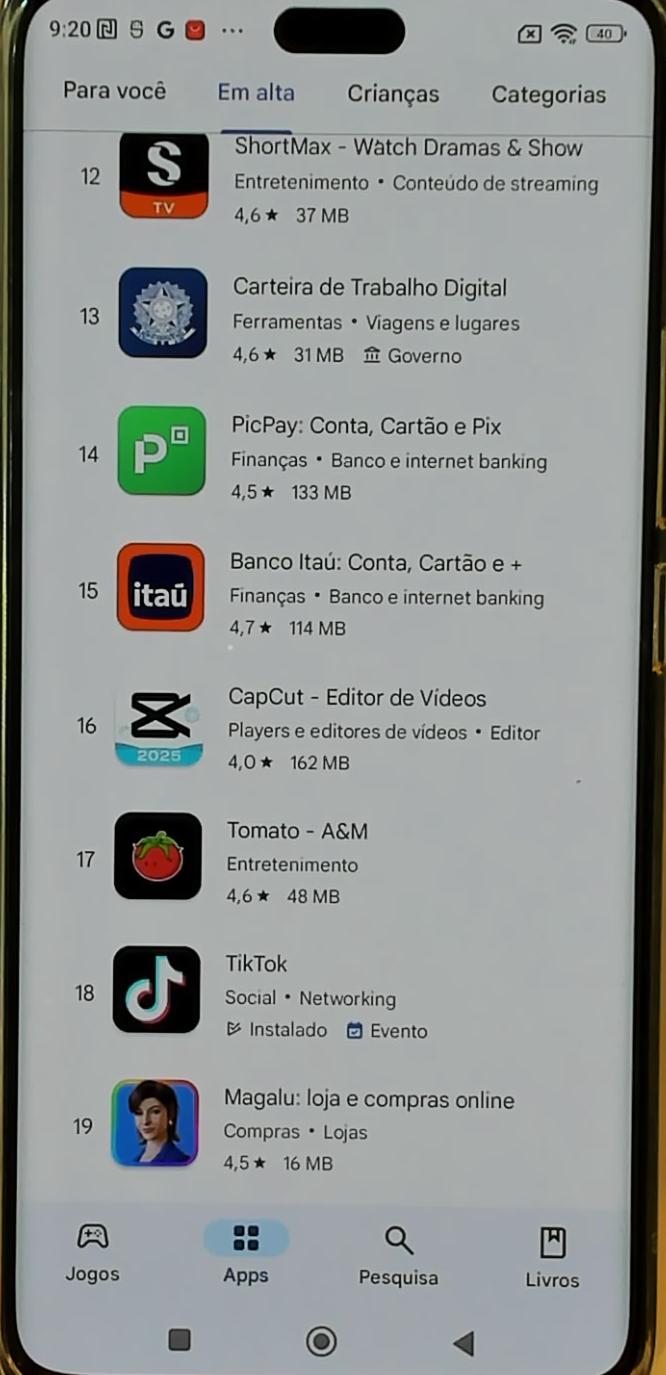 9:20 S G ... 40
Para você Em alta Crianças Categorias
12
S
TV
ShortMax - Watch Dramas & Show
Entretenimento • Conteúdo de streaming
4,6★ 37 MB
13
Carteira de Trabalho Digital
Ferramentas • Viagens e lugares
4,6★ 31 MB Governo
14
P
PicPay: Conta, Cartão e Pix
Finanças • Banco e internet banking
4,5★ 133 MB
15
itaú
Banco Itaú: Conta, Cartão e +
Finanças • Banco e internet banking
4,7★ 114 MB
16
2025
CapCut - Editor de Vídeos
Players e editores de vídeos • Editor
4,0★ 162 MB
17
Tomato - A&M
Entretenimento
4,6★ 48 MB
18
TikTok
Social • Networking
Instalado Evento
19
Magalu: loja e compras online
Compras • Lojas
4,5★ 16 MB
Jogos Apps Pesquisa Livros